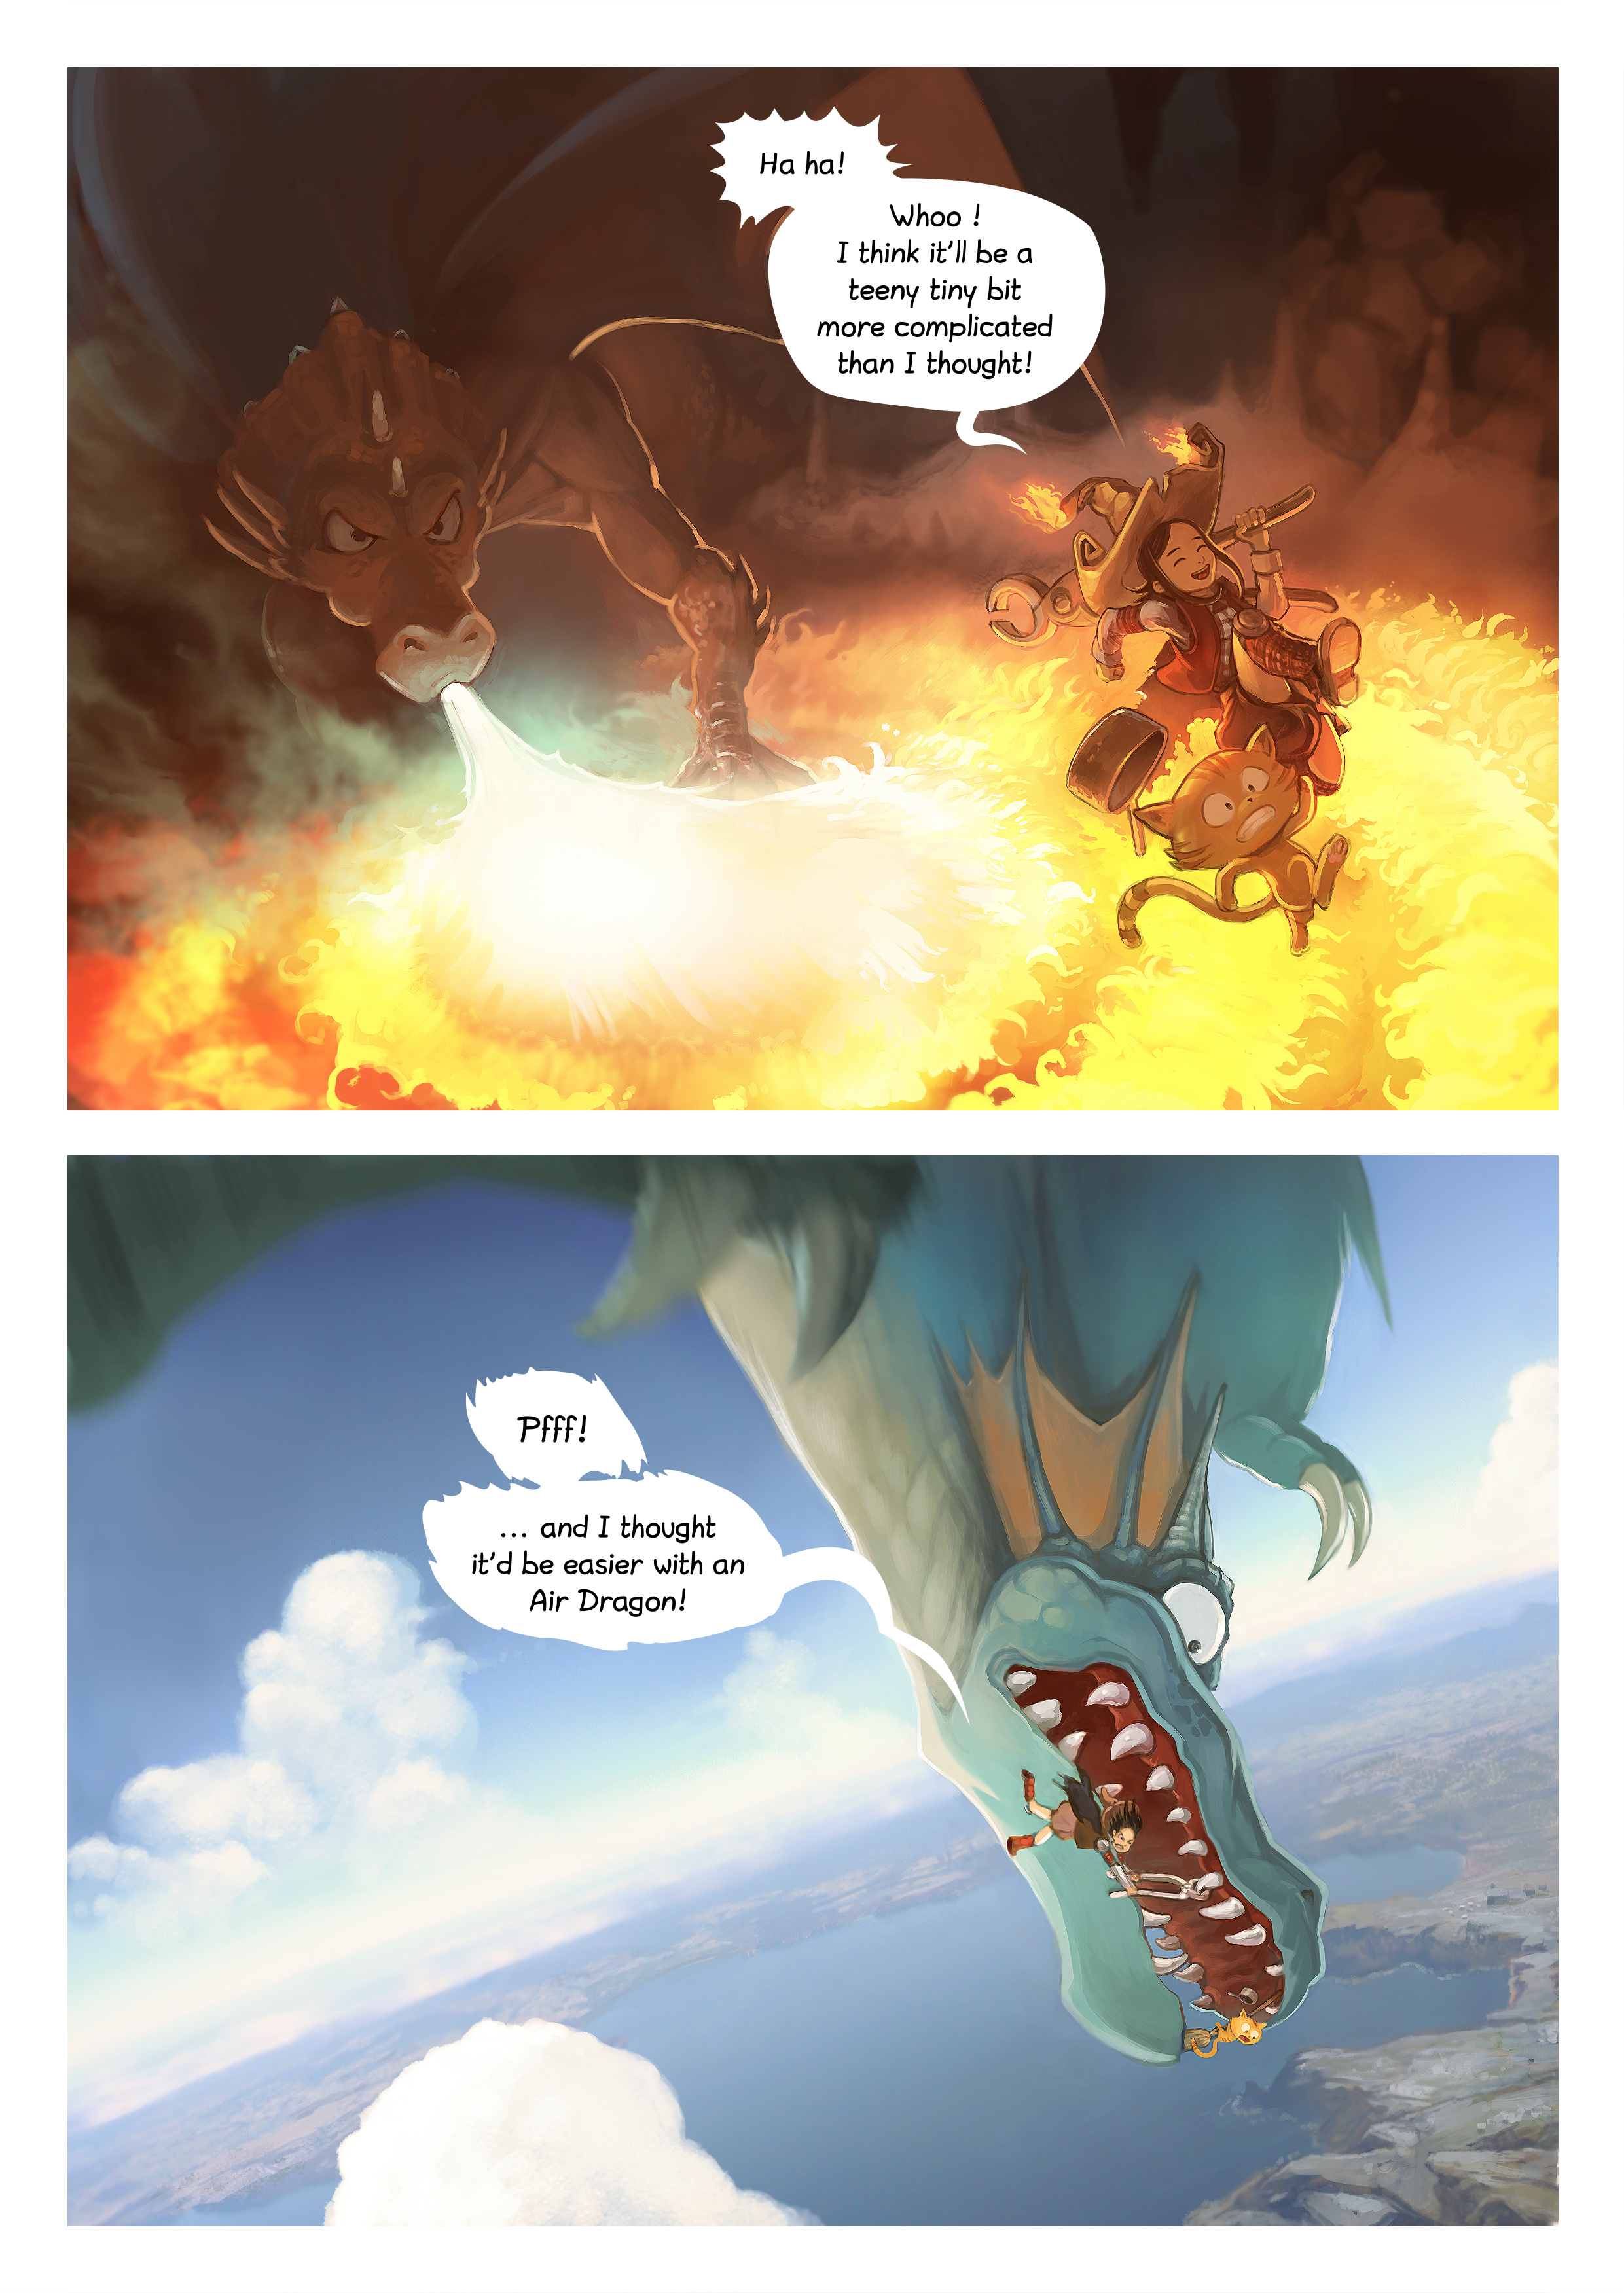 Ha ha!
Whoo !
I think it'll be a
teeny tiny bit
more complicated
than I thought!
Pfff!
... and I thought
it'd be easier with an
Air Dragon!